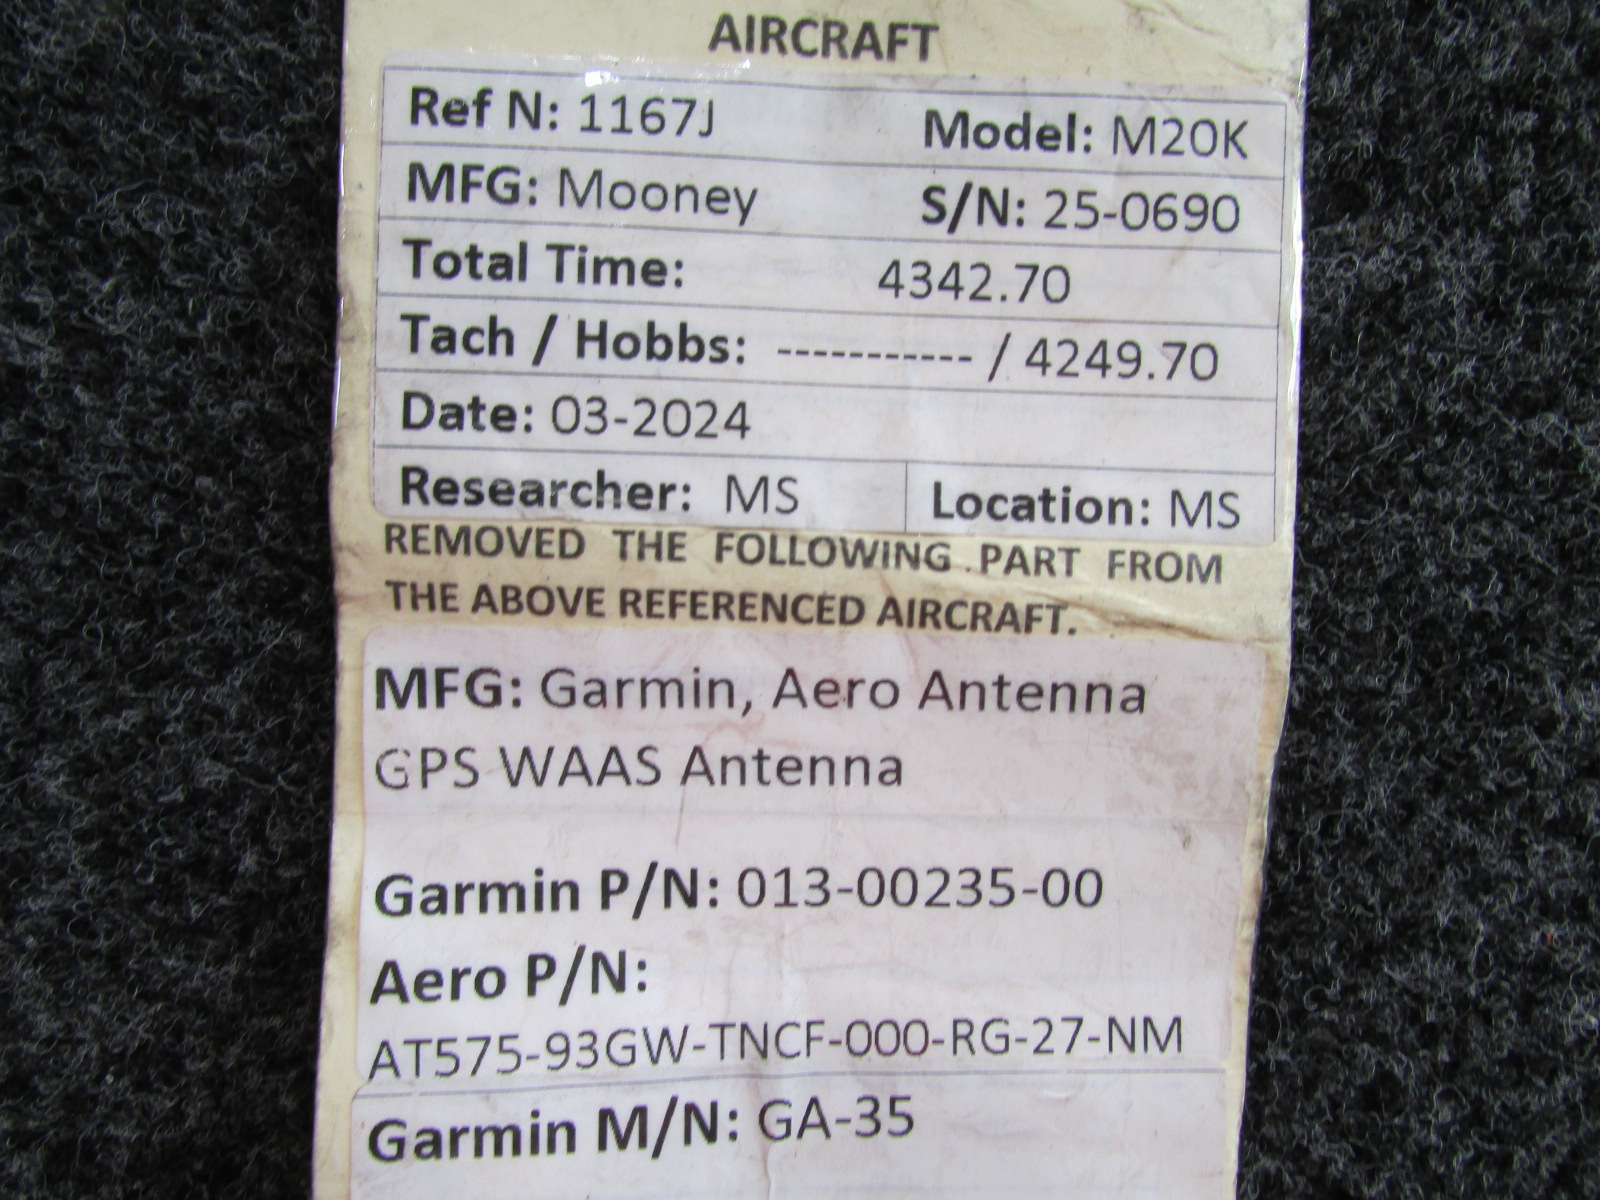 AIRCRAFT
Ref N: 1167J Model: M20K
MFG: Mooney S/N: 25-0690
Total Time: 4342.70
Tach / Hobbs: ----------- / 4249.70
Date: 03-2024
Researcher: MS Location: MS
REMOVED THE FOLLOWING PART FROM
THE ABOVE REFERENCED AIRCRAFT.
MFG: Garmin, Aero Antenna
GPS WAAS Antenna
Garmin P/N: 013-00235-00
Aero P/N:
AT575-93GW-TNCF-000-RG-27-NM
Garmin M/N: GA-35